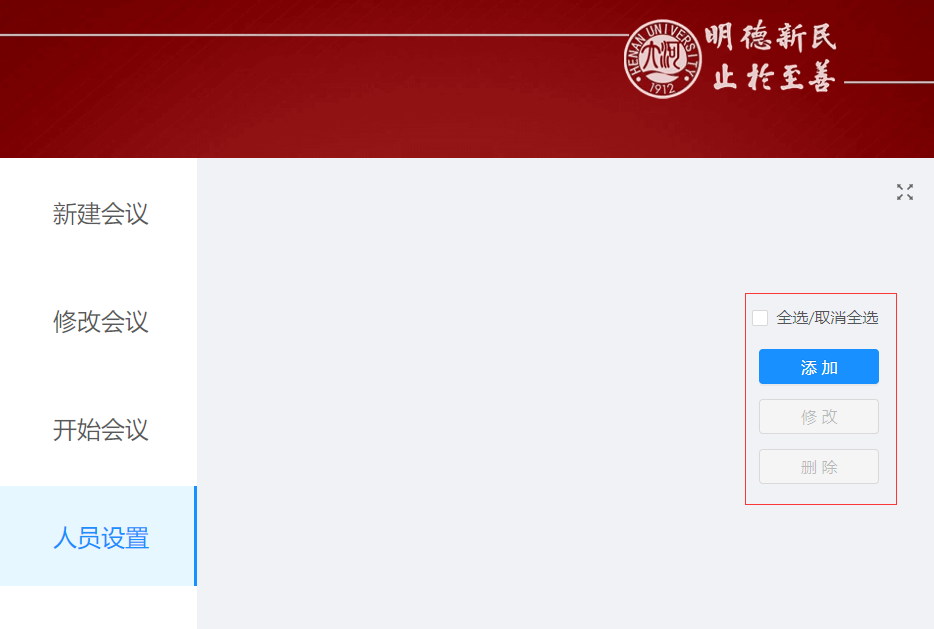 HENAN UNIVERSITY
河大
1912
明德新民
止於至善
新建会议
修改会议
开始会议
人员设置
全选/取消全选
添 加
修 改
删 除